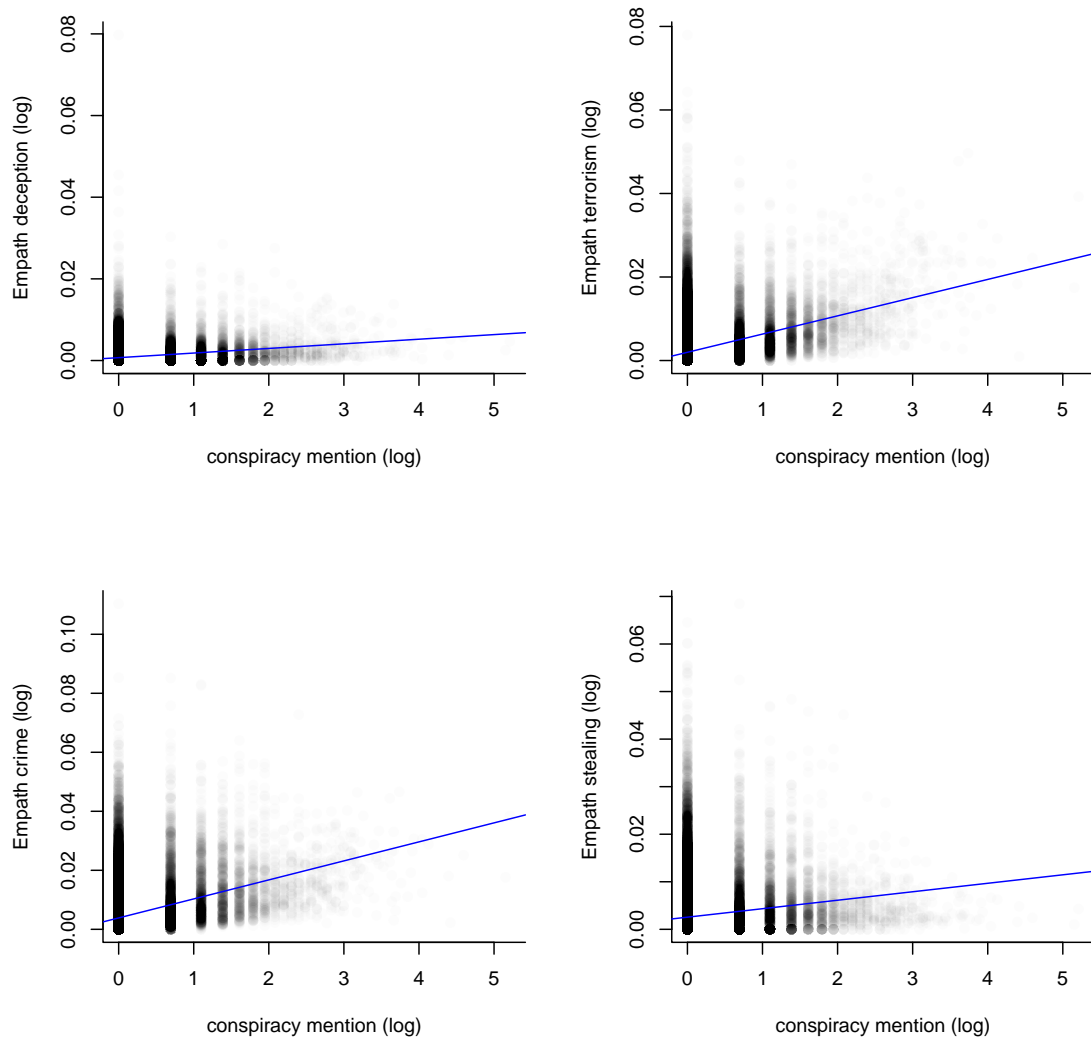 Empath deception (log)
0.00 0.02 0.04 0.06 0.08
0 1 2 3 4 5
conspiracy mention (log)
Empath terrorism (log)
0.00 0.02 0.04 0.06 0.08
0 1 2 3 4 5
conspiracy mention (log)
Empath crime (log)
0.00 0.02 0.04 0.06 0.08 0.10
0 1 2 3 4 5
conspiracy mention (log)
Empath stealing (log)
0.00 0.02 0.04 0.06
0 1 2 3 4 5
conspiracy mention (log)